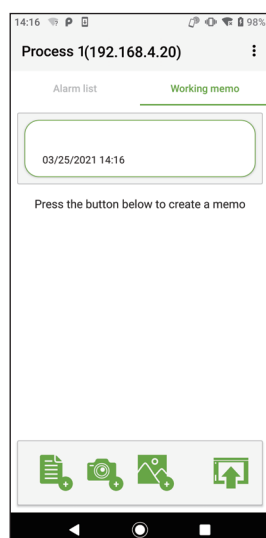 14:16 98%
Process 1(192.168.4.20)
Alarm list Working memo
03/25/2021 14:16
Press the button below to create a memo